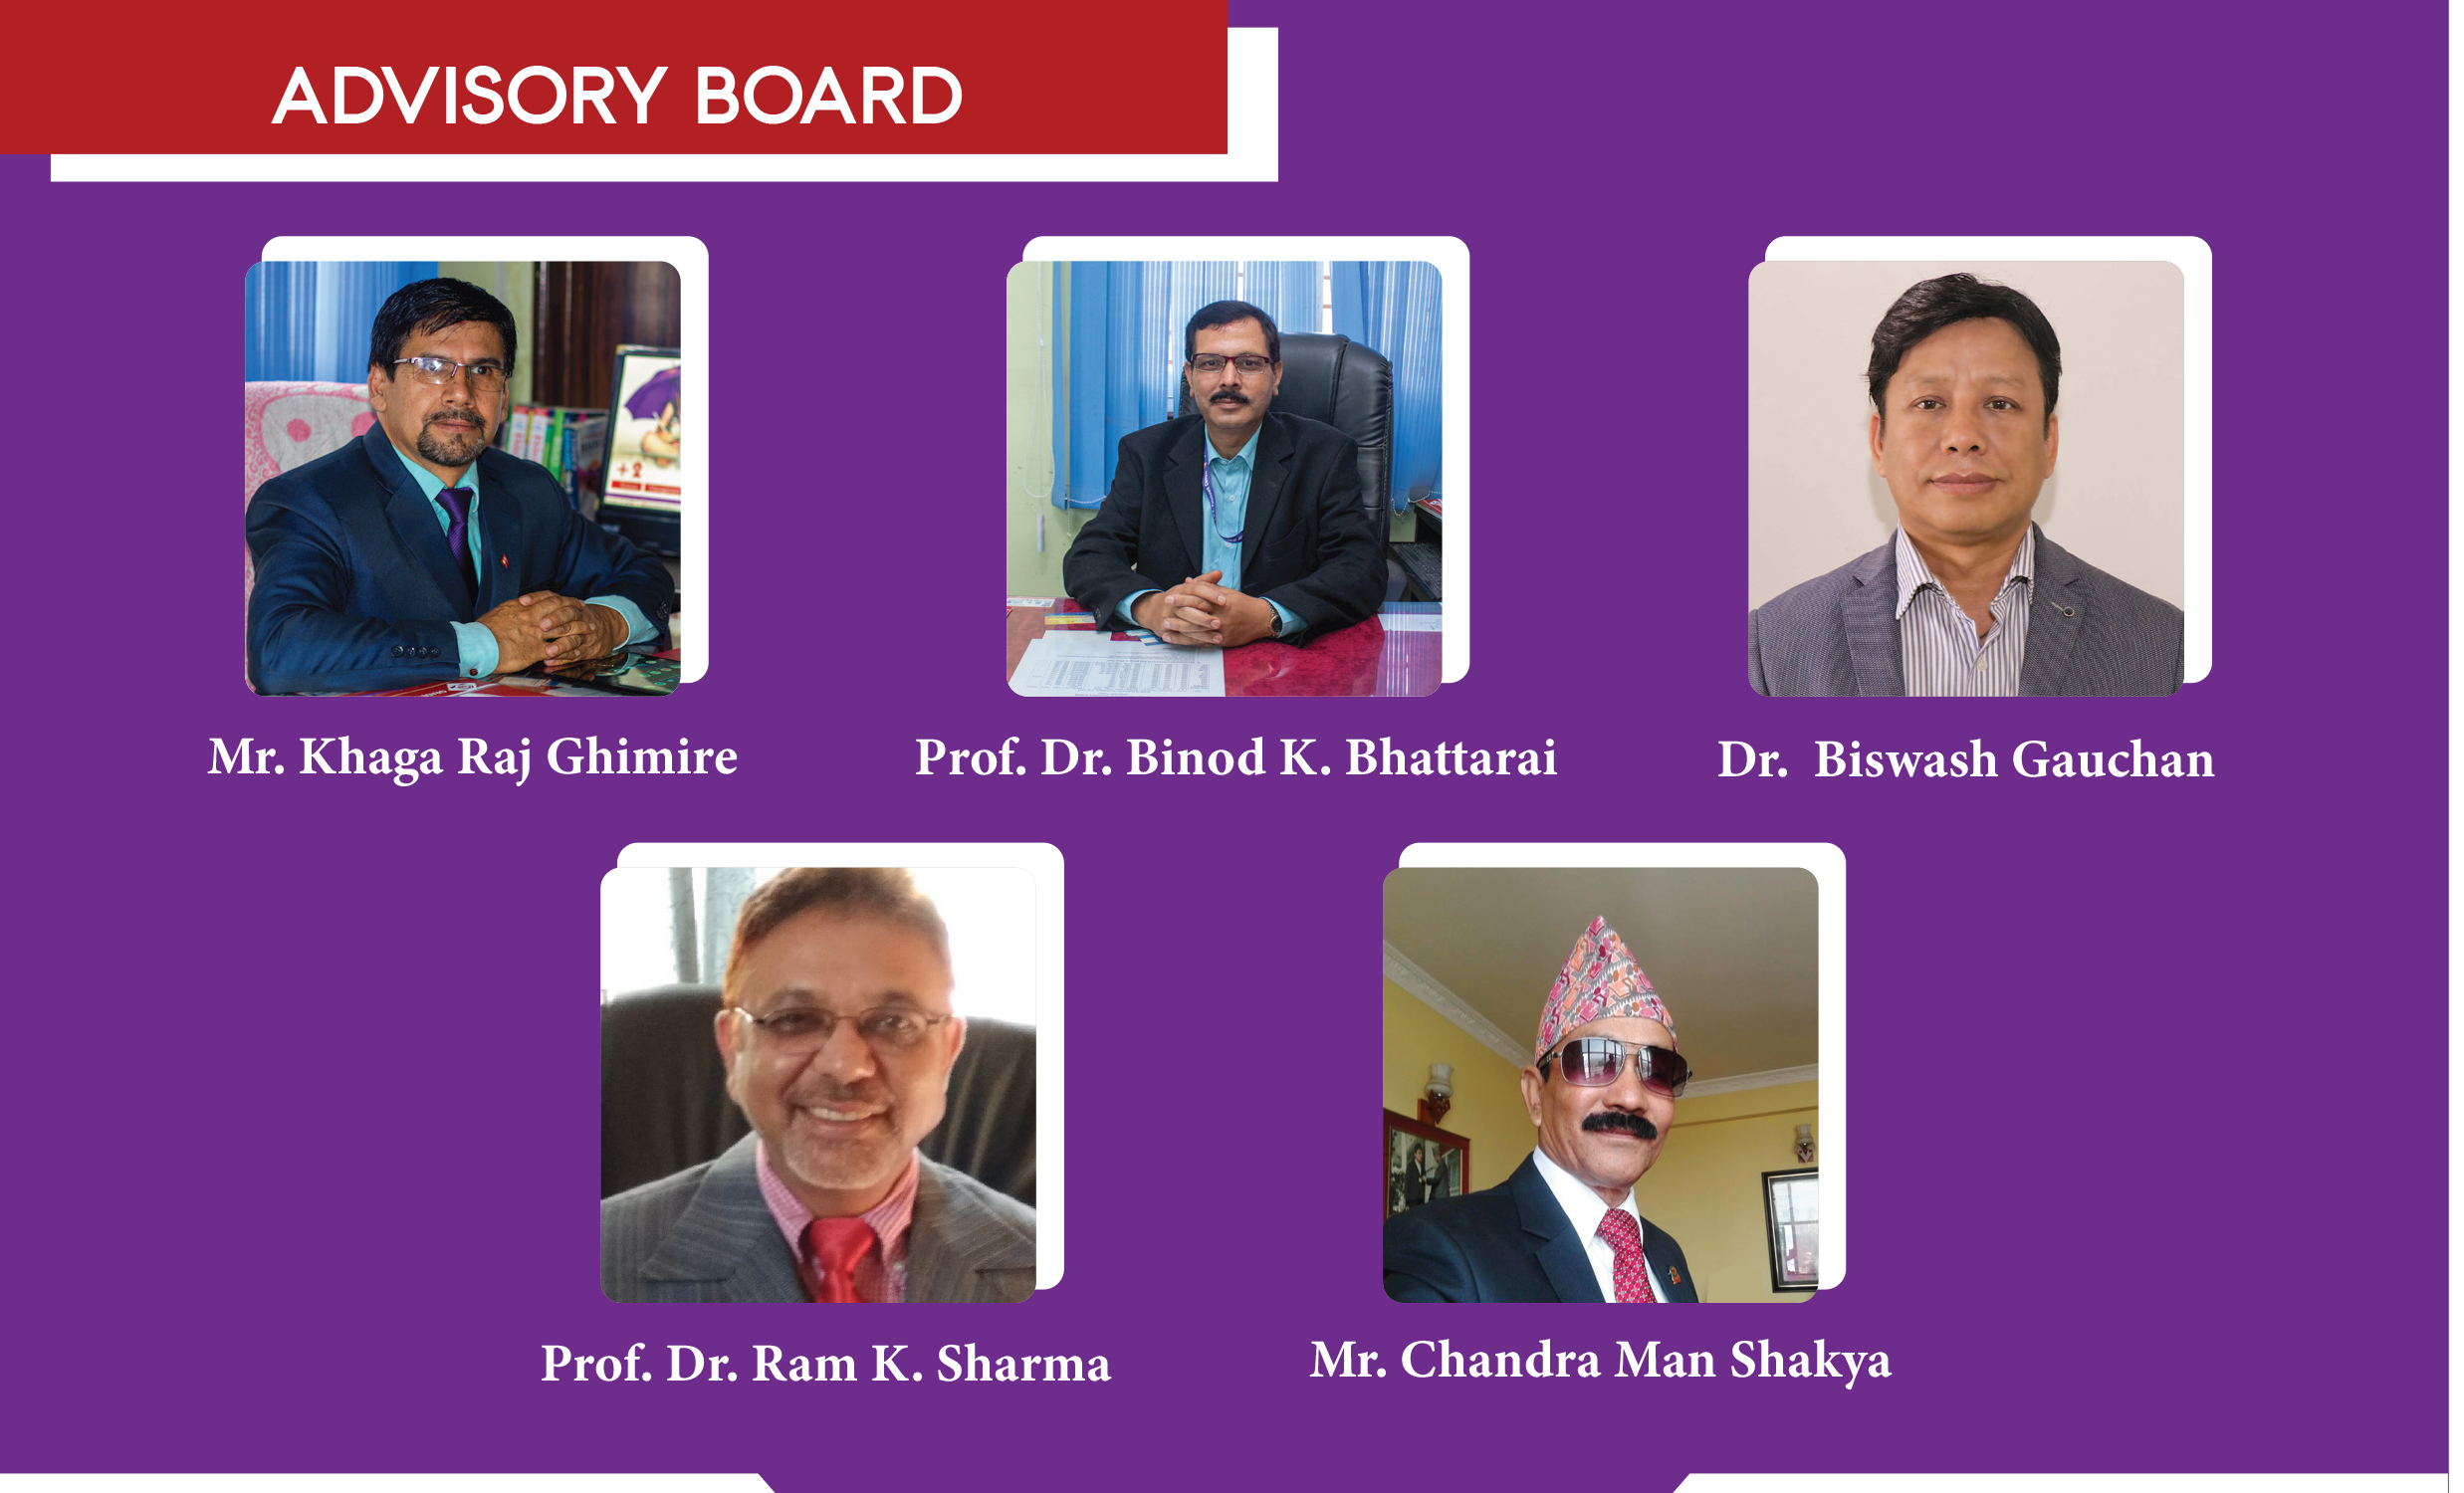 ADVISORY BOARD
+2
Mr. Khaga Raj Ghimire
Prof. Dr. Binod K. Bhattarai
Dr. Biswash Gauchan
Prof. Dr. Ram K. Sharma
Mr. Chandra Man Shakya